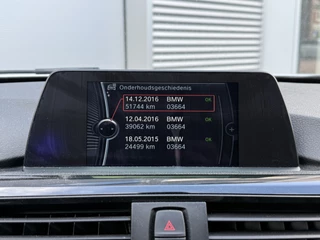 Onderhoudsgeschiedenis
14.12.2016 BMW OK
51744 km 03664
12.04.2016 BMW OK
39062 km 03664
18.05.2015 BMW OK
24499 km 03664